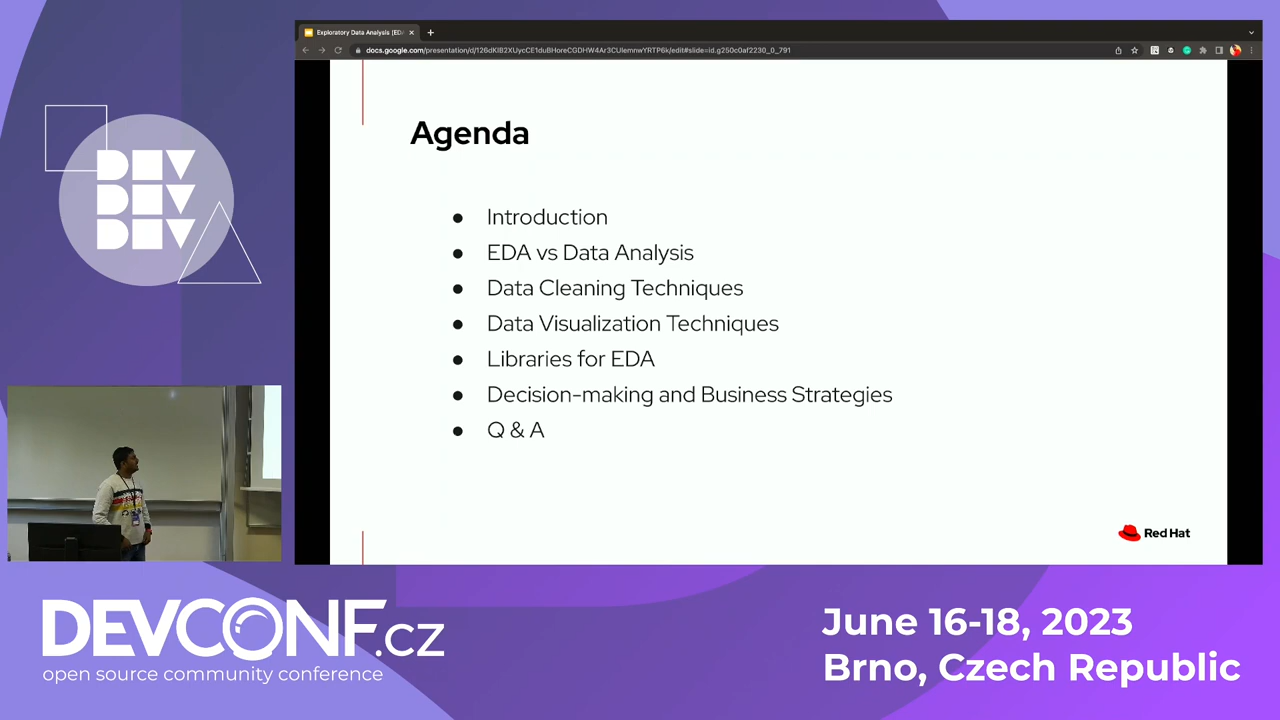 Exploratory Data Analysis (EDA
docs.google.com/presentation/d/126dKlB2XUycCE1duBHoreCGDHW4Ar3CUlemnwYRTP6k/edit#slide=id.g250c0af2230_0_791
DEV
DEV
DEV
Agenda
● Introduction
● EDA vs Data Analysis
● Data Cleaning Techniques
● Data Visualization Techniques
● Libraries for EDA
● Decision-making and Business Strategies
● Q & A
Red Hat
DEVCONF.cz
open source community conference
June 16-18, 2023
Brno, Czech Republic